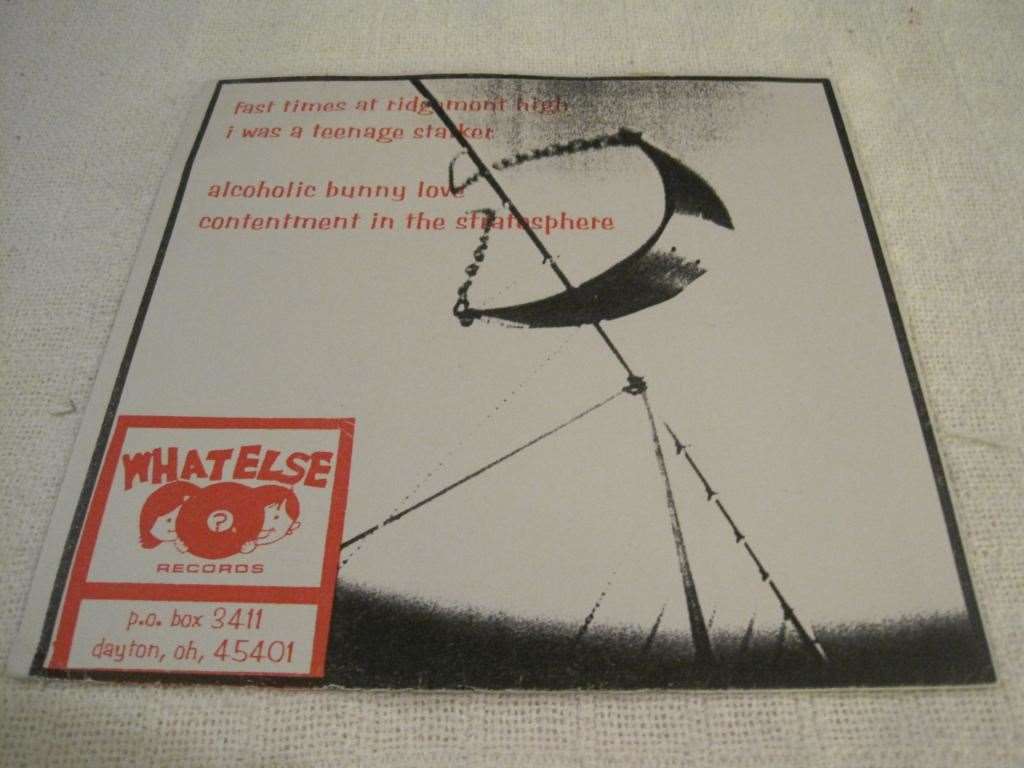 fast times at ridgemont high
i was a teenage stalker
alcoholic bunny love
contentment in the stratosphere
WHATELSE
?
RECORDS
p.o. box 3411
dayton, oh, 45401